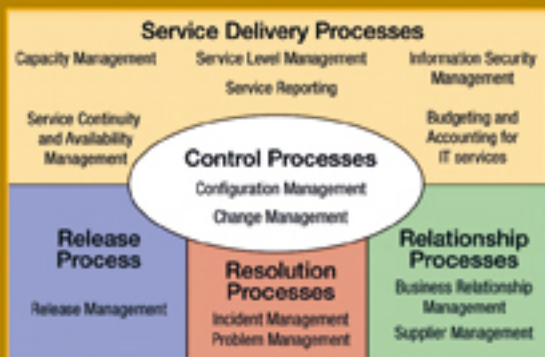 Service Delivery Processes
Capacity Management
Service Level Management
Information Security
Management
Service Reporting
Service Continuity
and Availability
Management
Budgeting and
Accounting for
IT services
Control Processes
Configuration Management
Change Management
Release
Process
Release Management
Resolution
Processes
Incident Management
Problem Management
Relationship
Processes
Business Relationship
Management
Supplier Management